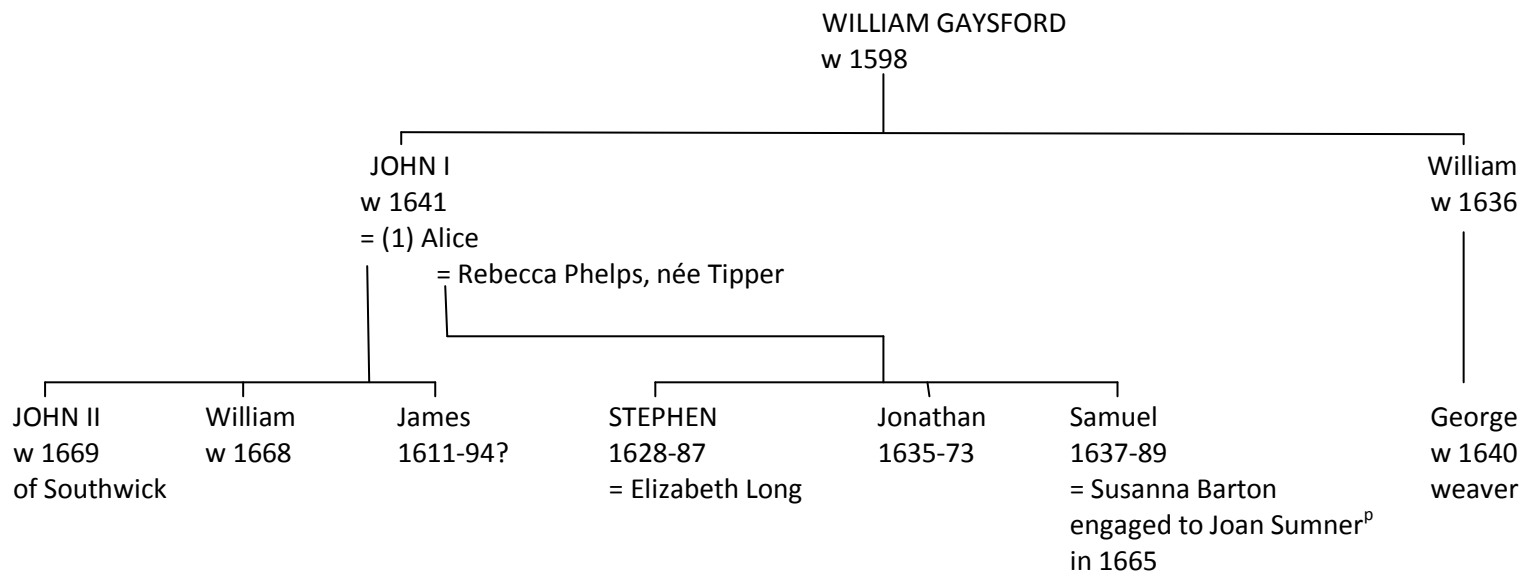 WILLIAM GAYSFORD
w 1598
JOHN I
w 1641
= (1) Alice
= Rebecca Phelps, née Tipper
William
w 1636
JOHN II
w 1669
of Southwick
William
w 1668
James
1611-94?
STEPHEN
1628-87
= Elizabeth Long
Jonathan
1635-73
Samuel
1637-89
= Susanna Barton
engaged to Joan Sumnerᵖ
in 1665
George
w 1640
weaver